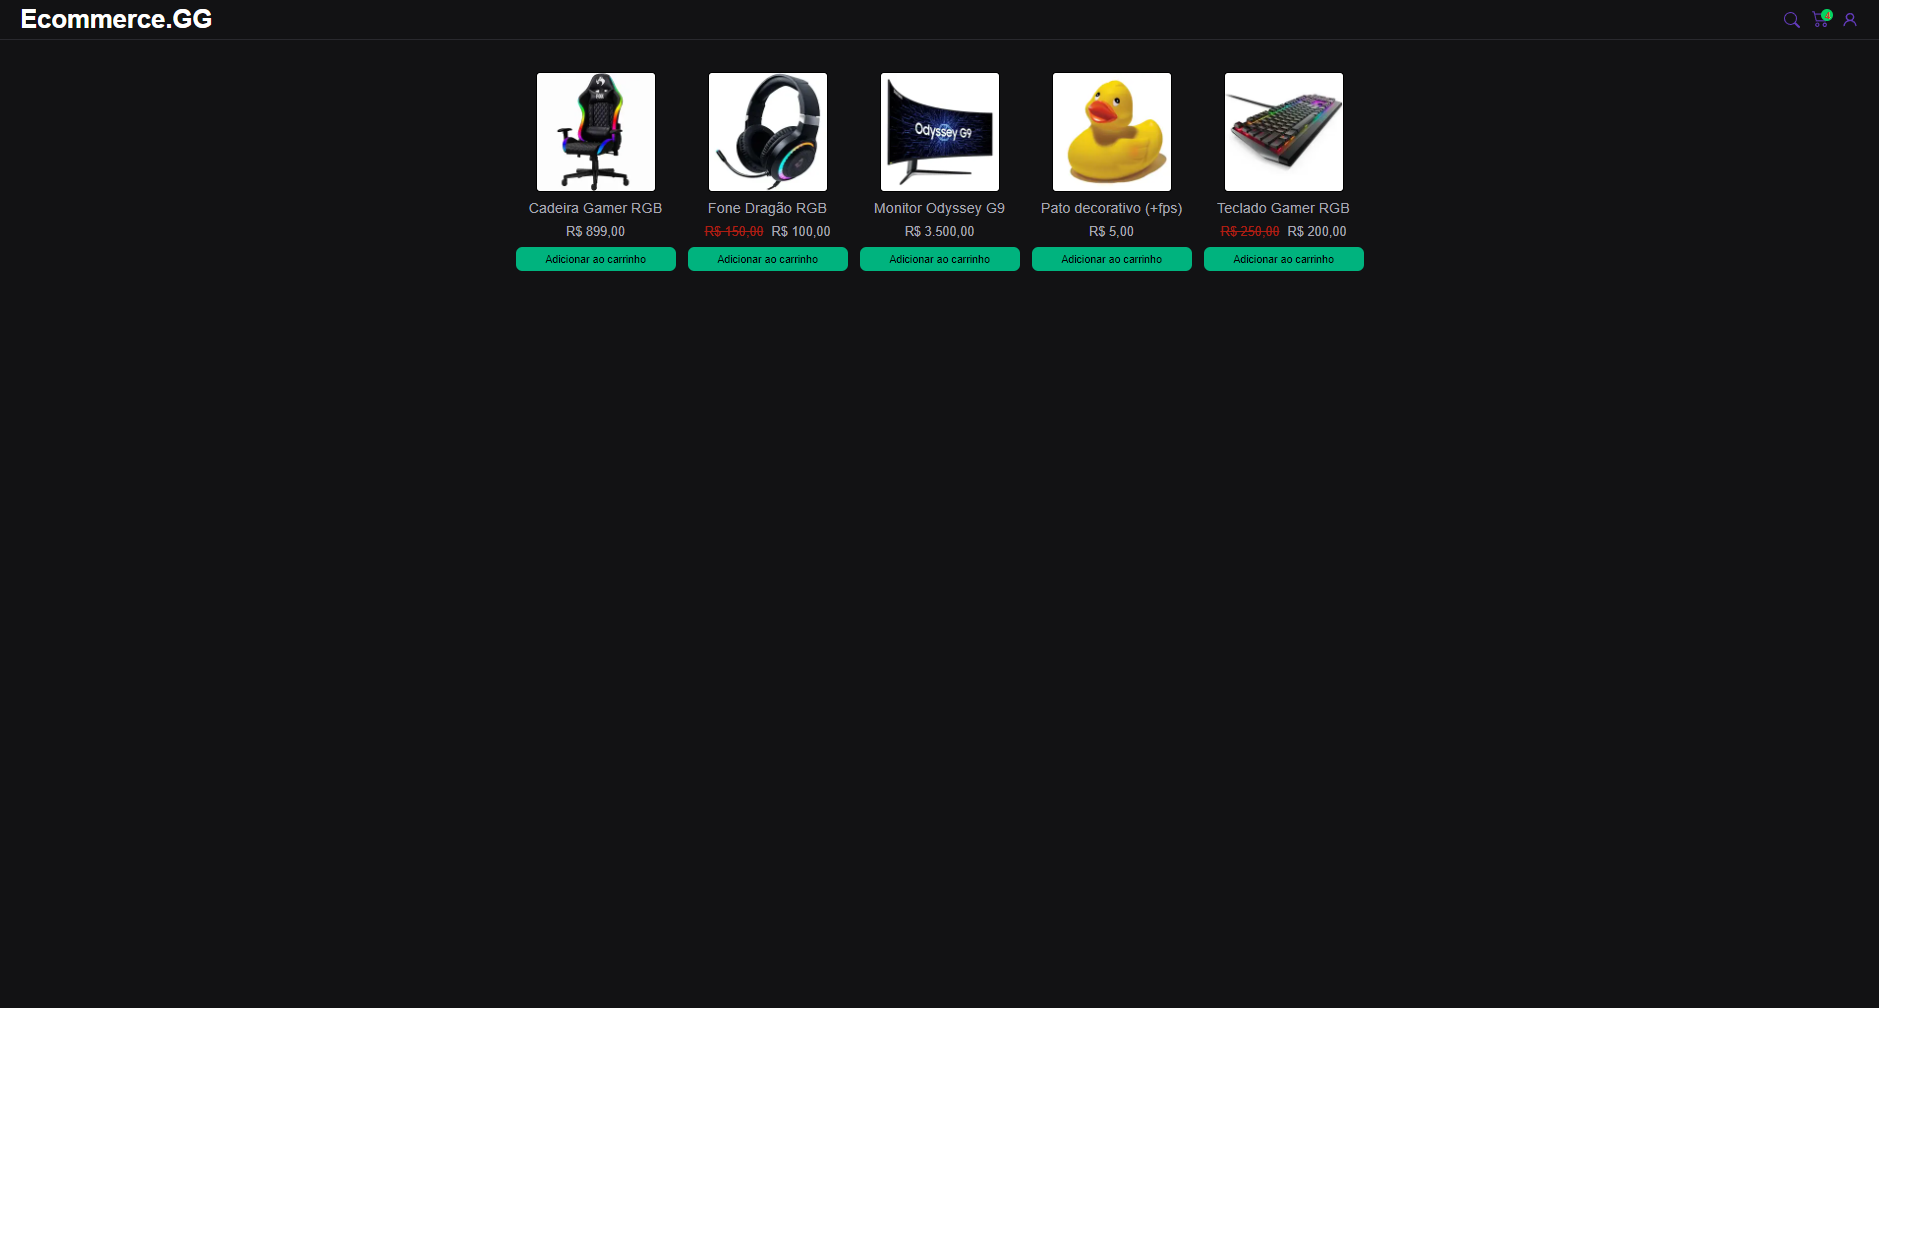 Ecommerce.GG
Odyssey G9
Cadeira Gamer RGB
R$ 899,00
Adicionar ao carrinho
Fone Dragão RGB
R$ 150,00 R$ 100,00
Adicionar ao carrinho
Monitor Odyssey G9
R$ 3.500,00
Adicionar ao carrinho
Pato decorativo (+fps)
R$ 5,00
Adicionar ao carrinho
Teclado Gamer RGB
R$ 250,00 R$ 200,00
Adicionar ao carrinho